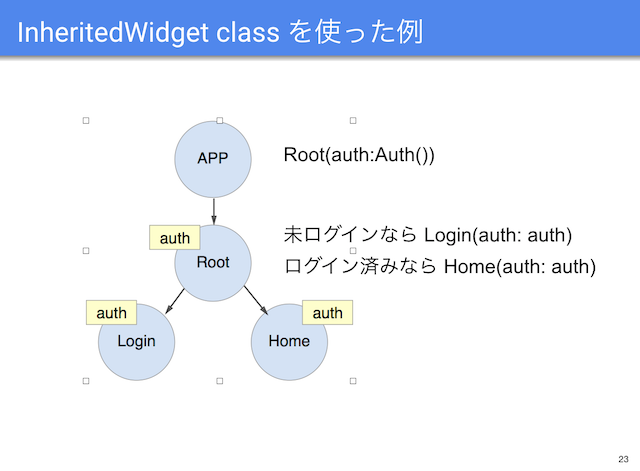 InheritedWidget class を使った例
APP
Root(auth:Auth())
auth
Root
未ログインなら Login(auth: auth)
ログイン済みなら Home(auth: auth)
auth
Login
auth
Home
23